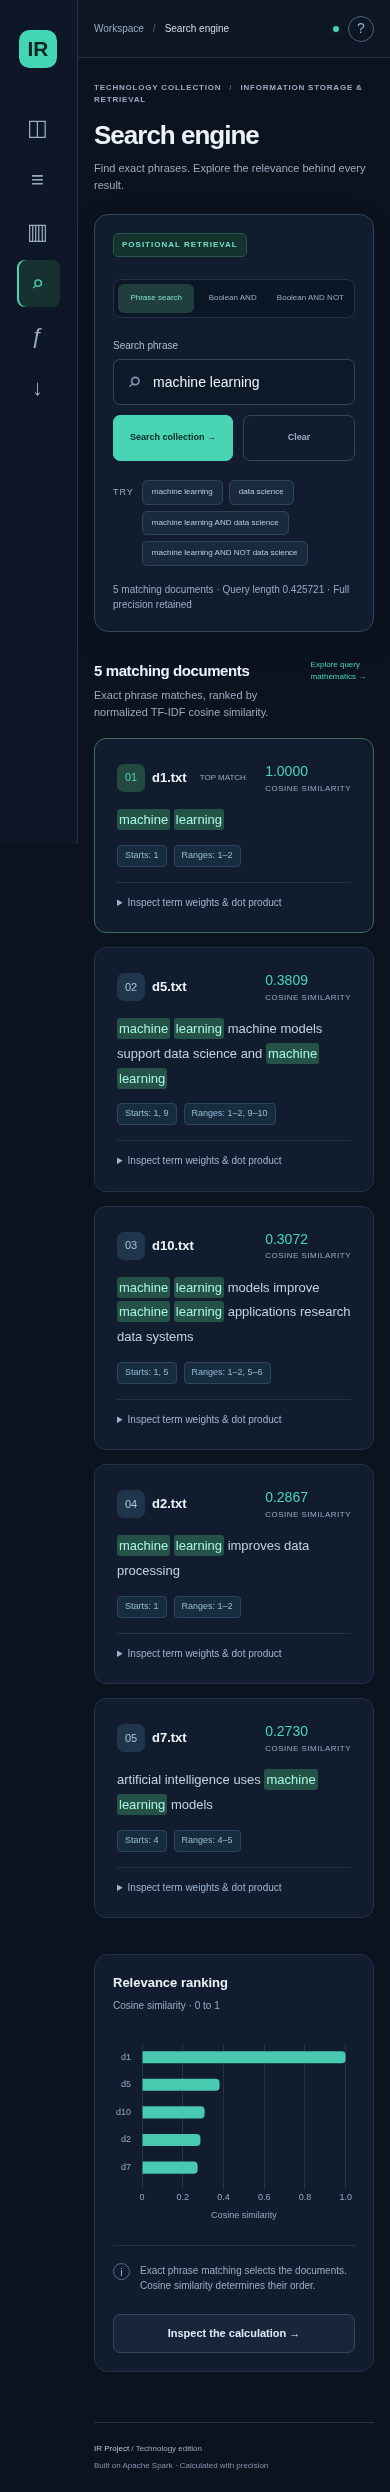 IR
Workspace / Search engine
?
TECHNOLOGY COLLECTION / INFORMATION STORAGE &
RETRIEVAL
Search engine
Find exact phrases. Explore the relevance behind every
result.
POSITIONAL RETRIEVAL
Phrase search
Boolean AND
Boolean AND NOT
Search phrase
machine learning
Search collection →
Clear
TRY
machine learning
data science
machine learning AND data science
machine learning AND NOT data science
5 matching documents · Query length 0.425721 · Full
precision retained
5 matching documents
Explore query
mathematics →
Exact phrase matches, ranked by
normalized TF-IDF cosine similarity.
01 d1.txt TOP MATCH 1.0000
COSINE SIMILARITY
machine learning
Starts: 1 Ranges: 1–2
▶ Inspect term weights & dot product
02 d5.txt 0.3809
COSINE SIMILARITY
machine learning machine models
support data science and machine
learning
Starts: 1, 9 Ranges: 1–2, 9–10
▶ Inspect term weights & dot product
03 d10.txt 0.3072
COSINE SIMILARITY
machine learning models improve
machine learning applications research
data systems
Starts: 1, 5 Ranges: 1–2, 5–6
▶ Inspect term weights & dot product
04 d2.txt 0.2867
COSINE SIMILARITY
machine learning improves data
processing
Starts: 1 Ranges: 1–2
▶ Inspect term weights & dot product
05 d7.txt 0.2730
COSINE SIMILARITY
artificial intelligence uses machine
learning models
Starts: 4 Ranges: 4–5
▶ Inspect term weights & dot product
Relevance ranking
Cosine similarity · 0 to 1
d1
d5
d10
d2
d7
0 0.2 0.4 0.6 0.8 1.0
Cosine similarity
i Exact phrase matching selects the documents.
Cosine similarity determines their order.
Inspect the calculation →
IR Project / Technology edition
Built on Apache Spark · Calculated with precision